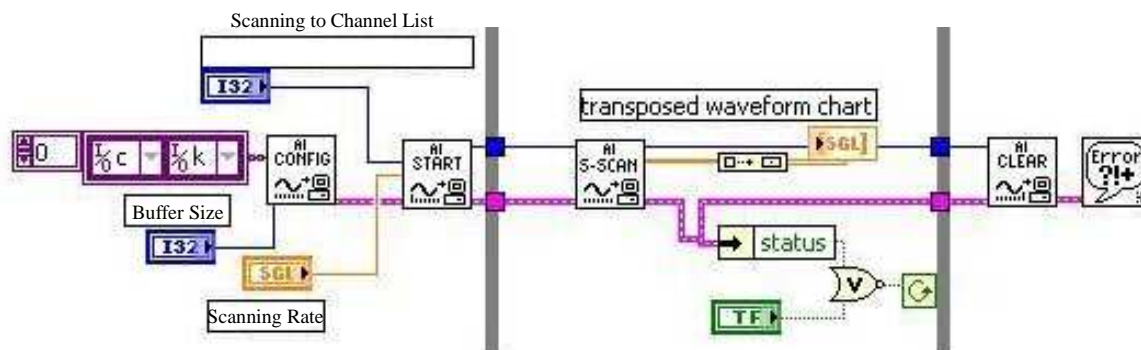 Scanning to Channel List
I32
transposed waveform chart
[SGL]
0
I/O c
I/O k
AI CONFIG
AI START
AI S-SCAN
AI CLEAR
Error ?!+
Buffer Size
I32
status
SGL
V
TF
Scanning Rate